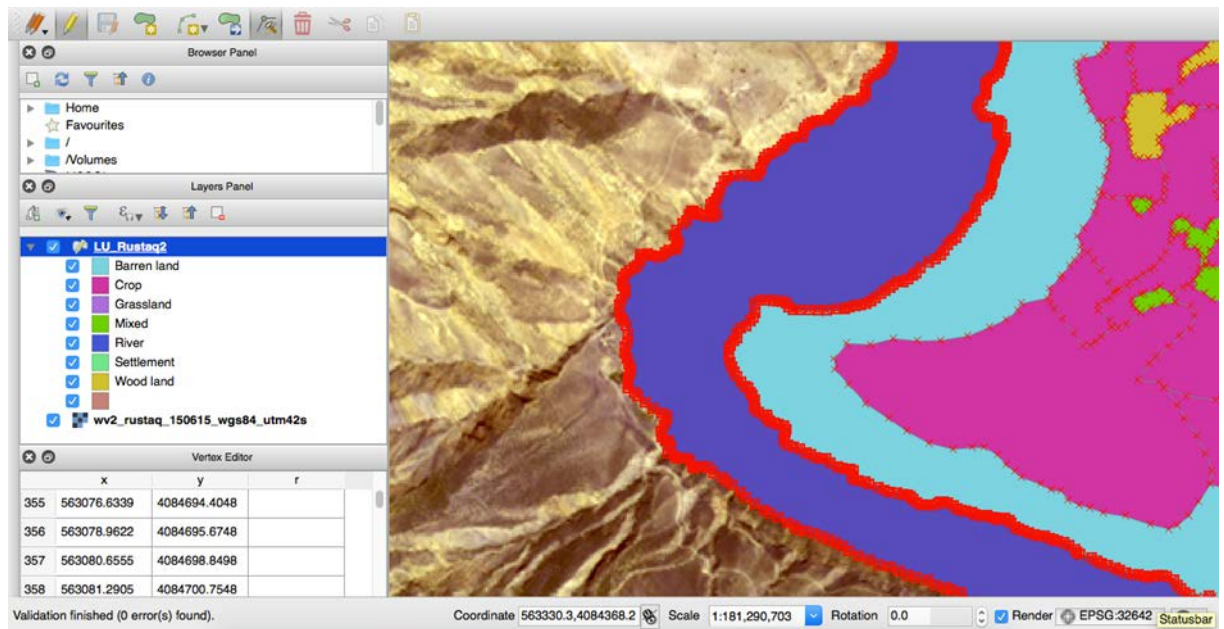 Browser Panel
Home
Favourites
/
/Volumes
Layers Panel
LU_Rustaq2
Barren land
Crop
Grassland
Mixed
River
Settlement
Wood land
wv2_rustaq_150615_wgs84_utm42s
Vertex Editor
x y r
355 563076.6339 4084694.4048
356 563078.9622 4084695.6748
357 563080.6555 4084698.8498
358 563081.2905 4084700.7548
Validation finished (0 error(s) found). Coordinate 563330.3,4084368.2 Scale 1:181,290,703 Rotation 0.0 Render EPSG:32642 Statusbar